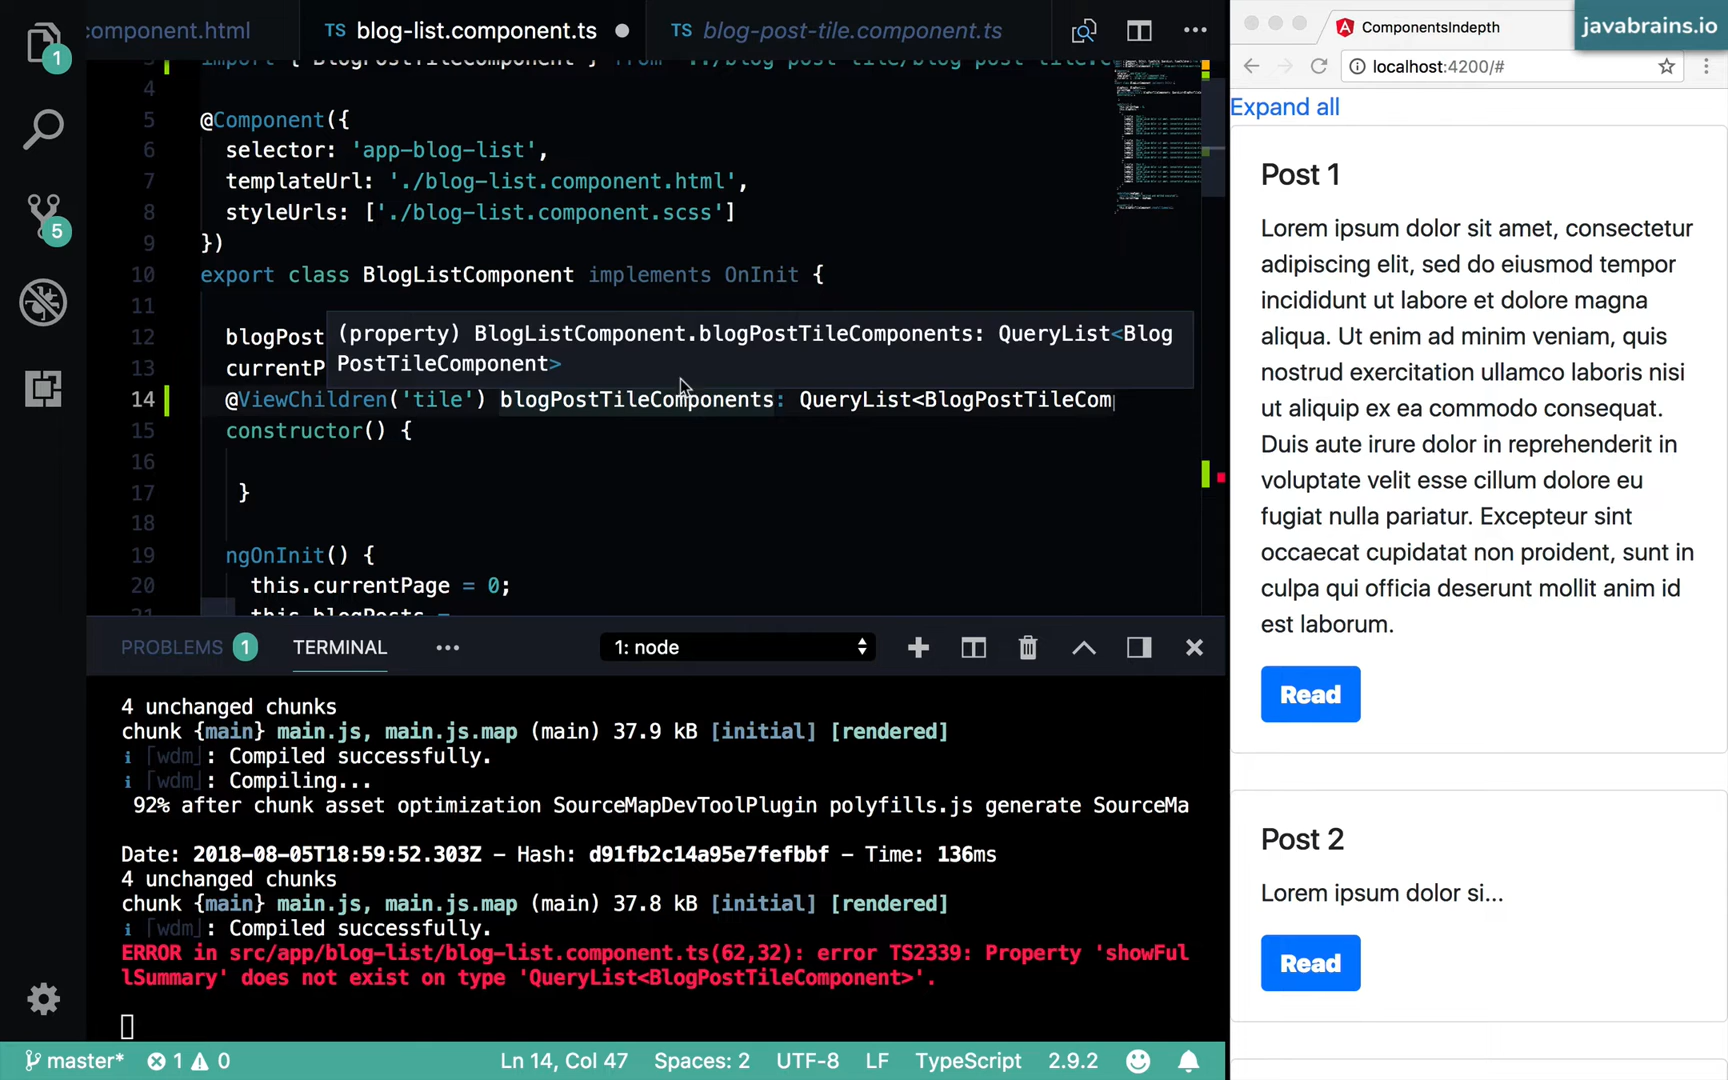 component.html
TS blog-list.component.ts
TS blog-post-tile.component.ts
ComponentsIndepth
javabrains.io
localhost:4200/#
1
5
4
5 @Component({
6 selector: 'app-blog-list',
7 templateUrl: './blog-list.component.html',
8 styleUrls: ['./blog-list.component.scss']
9 })
10 export class BlogListComponent implements OnInit {
11
(property) BlogListComponent.blogPostTileComponents: QueryList<Blog
PostTileComponent>
12 blogPost
13 currentP
14 @ViewChildren('tile') blogPostTileComponents: QueryList<BlogPostTileCom
15 constructor() {
16
17 }
18
19 ngOnInit() {
20 this.currentPage = 0;
21 this.blogPosts =
PROBLEMS 1 TERMINAL ••• 1: node
4 unchanged chunks
chunk {main} main.js, main.js.map (main) 37.9 kB [initial] [rendered]
i ｢wdm｣: Compiled successfully.
i ｢wdm｣: Compiling...
92% after chunk asset optimization SourceMapDevToolPlugin polyfills.js generate SourceMa
Date: 2018-08-05T18:59:52.303Z - Hash: d91fb2c14a95e7fefbbf - Time: 136ms
4 unchanged chunks
chunk {main} main.js, main.js.map (main) 37.8 kB [initial] [rendered]
i ｢wdm｣: Compiled successfully.
ERROR in src/app/blog-list/blog-list.component.ts(62,32): error TS2339: Property 'showFul
lSummary' does not exist on type 'QueryList<BlogPostTileComponent>'.
master* 1 0 Ln 14, Col 47 Spaces: 2 UTF-8 LF TypeScript 2.9.2
Expand all
Post 1
Lorem ipsum dolor sit amet, consectetur
adipiscing elit, sed do eiusmod tempor
incididunt ut labore et dolore magna
aliqua. Ut enim ad minim veniam, quis
nostrud exercitation ullamco laboris nisi
ut aliquip ex ea commodo consequat.
Duis aute irure dolor in reprehenderit in
voluptate velit esse cillum dolore eu
fugiat nulla pariatur. Excepteur sint
occaecat cupidatat non proident, sunt in
culpa qui officia deserunt mollit anim id
est laborum.
Read
Post 2
Lorem ipsum dolor si...
Read